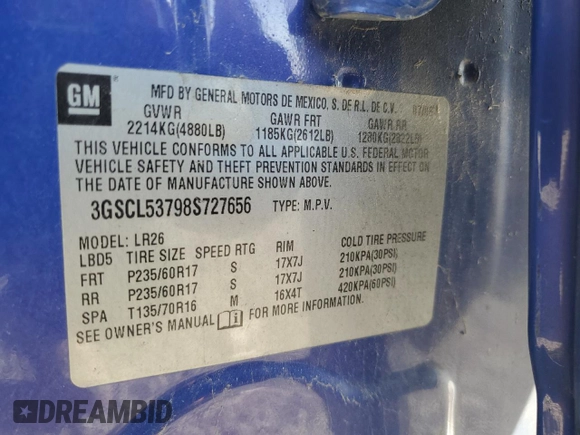 GM
MFD BY GENERAL MOTORS DE MEXICO, S. DE R.L. DE C.V.
GVWR GAWR FRT GAWR RR
2214KG(4880LB) 1185KG(2612LB) 1280KG(2822LB)
THIS VEHICLE CONFORMS TO ALL APPLICABLE U.S. FEDERAL MOTOR
VEHICLE SAFETY AND THEFT PREVENTION STANDARDS IN EFFECT ON
THE DATE OF MANUFACTURE SHOWN ABOVE.
3GSCL53798S727656 TYPE: M.P.V.
MODEL: LR26
LBD5 TIRE SIZE SPEED RTG RIM COLD TIRE PRESSURE
FRT P235/60R17 S 17X7J 210KPA(30PSI)
RR P235/60R17 S 17X7J 210KPA(30PSI)
SPA T135/70R16 M 16X4T 420KPA(60PSI)
SEE OWNER'S MANUAL FOR MORE INFORMATION.
DREAMBID